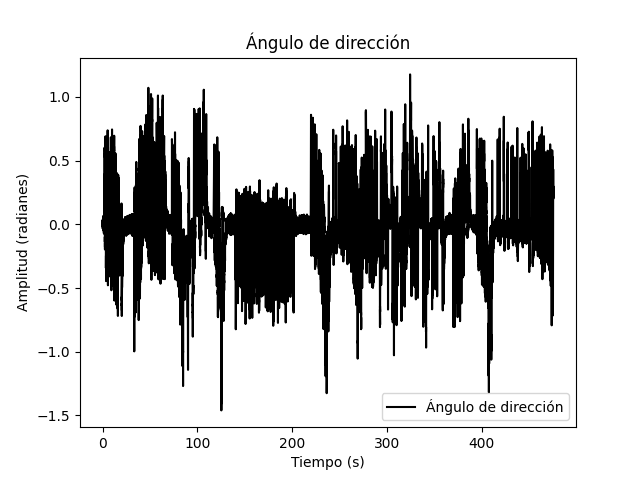 Ángulo de dirección
Amplitud (radianes)
1.0
0.5
0.0
−0.5
−1.0
−1.5
0 100 200 300 400
Tiempo (s)
Ángulo de dirección